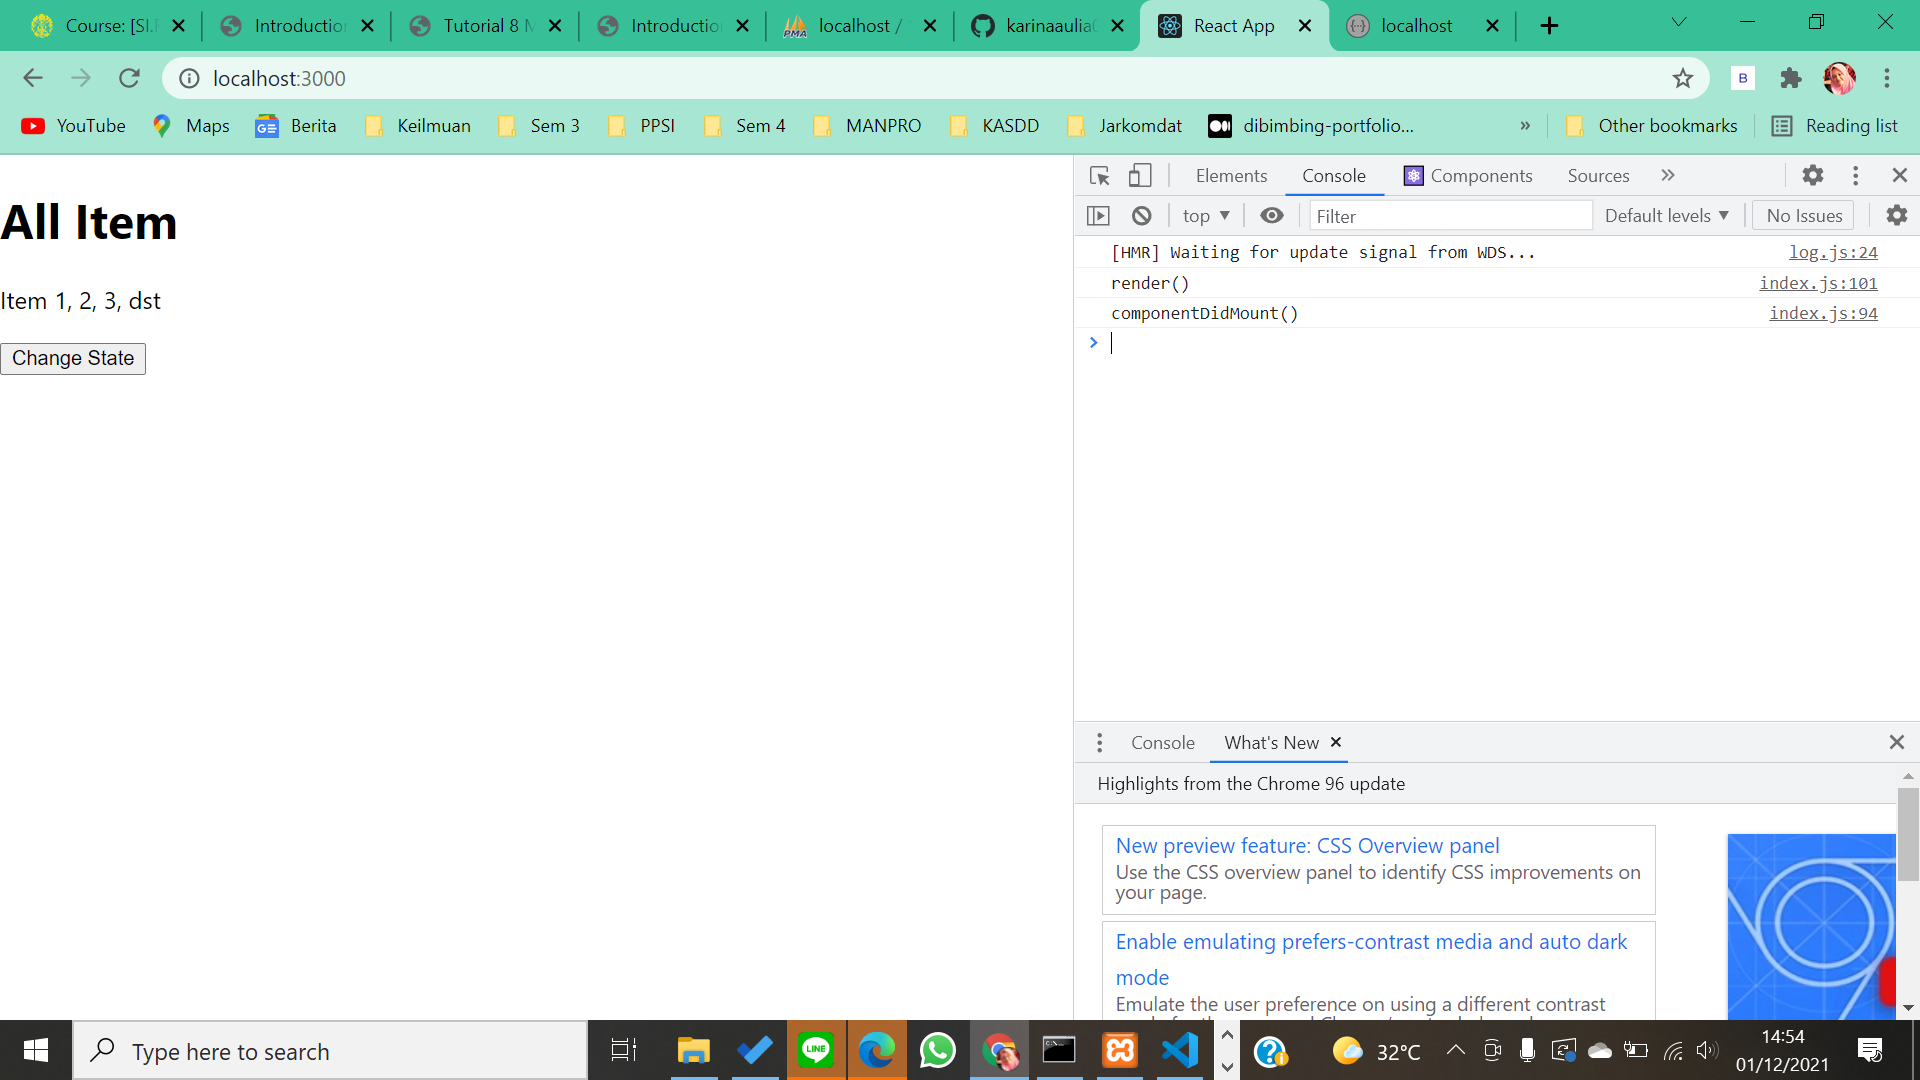 Course: [SI.F
Introduction
Tutorial 8 M
Introduction
localhost /
karinaaulia
React App
localhost
localhost:3000
YouTube
Maps
Berita
Keilmuan
Sem 3
PPSI
Sem 4
MANPRO
KASDD
Jarkomdat
dibimbing-portfolio...
»
Other bookmarks
Reading list
All Item
Item 1, 2, 3, dst
Change State
Elements
Console
Components
Sources
top
Filter
Default levels
No Issues
[HMR] Waiting for update signal from WDS... log.js:24
render() index.js:101
componentDidMount() index.js:94
Console
What's New
Highlights from the Chrome 96 update
New preview feature: CSS Overview panel
Use the CSS overview panel to identify CSS improvements on
your page.
Enable emulating prefers-contrast media and auto dark
mode
Emulate the user preference on using a different contrast
Type here to search
32°C
14:54
01/12/2021